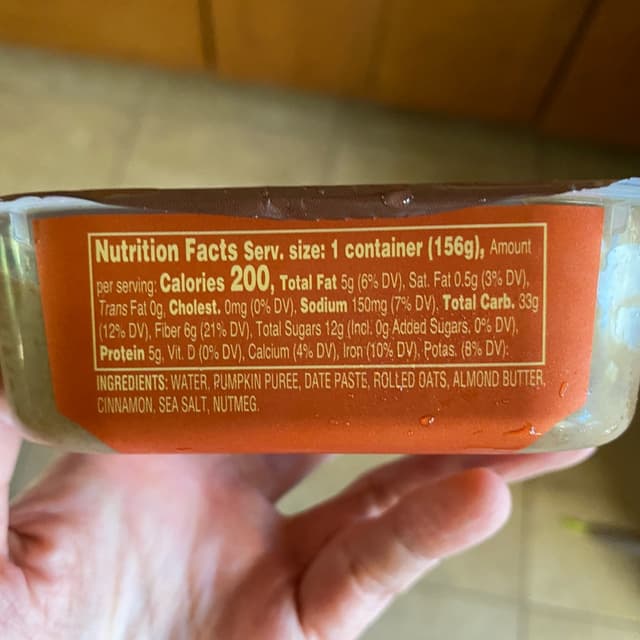 Nutrition Facts Serv. size: 1 container (156g), Amount
per serving: Calories 200, Total Fat 5g (6% DV), Sat. Fat 0.5g (3% DV),
Trans Fat 0g, Cholest. 0mg (0% DV), Sodium 150mg (7% DV), Total Carb. 33g
(12% DV), Fiber 6g (21% DV), Total Sugars 12g (Incl. 0g Added Sugars, 0% DV),
Protein 5g, Vit. D (0% DV), Calcium (4% DV), Iron (10% DV), Potas. (8% DV).
INGREDIENTS: WATER, PUMPKIN PUREE, DATE PASTE, ROLLED OATS, ALMOND BUTTER,
CINNAMON, SEA SALT, NUTMEG.